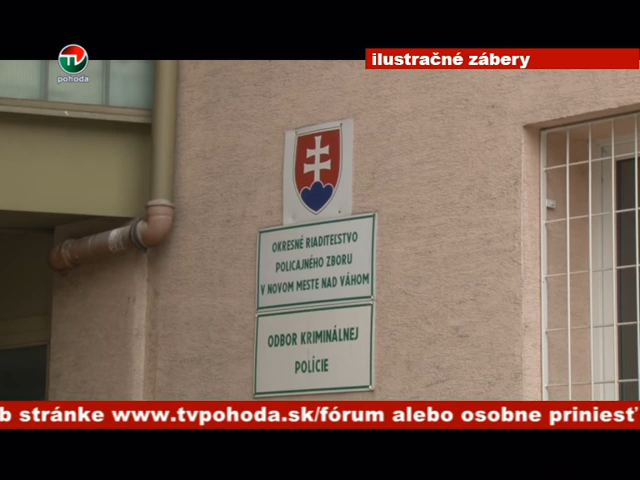 TV
pohoda
ilustračné zábery
OKRESNÉ RIADITEĽSTVO
POLICAJNÉHO ZBORU
V NOVOM MESTE NAD VÁHOM
ODBOR KRIMINÁLNEJ
POLÍCIE
b stránke www.tvpohoda.sk/fórum alebo osobne priniesť